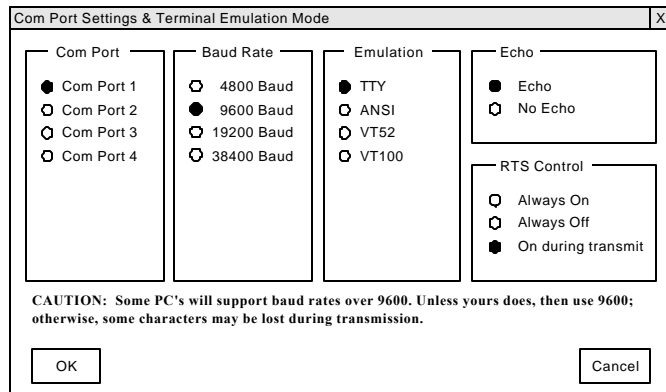 Com Port Settings & Terminal Emulation Mode X
Com Port
Com Port 1
Com Port 2
Com Port 3
Com Port 4
Baud Rate
4800 Baud
9600 Baud
19200 Baud
38400 Baud
Emulation
TTY
ANSI
VT52
VT100
Echo
Echo
No Echo
RTS Control
Always On
Always Off
On during transmit
CAUTION: Some PC's will support baud rates over 9600. Unless yours does, then use 9600;
otherwise, some characters may be lost during transmission.
OK
Cancel